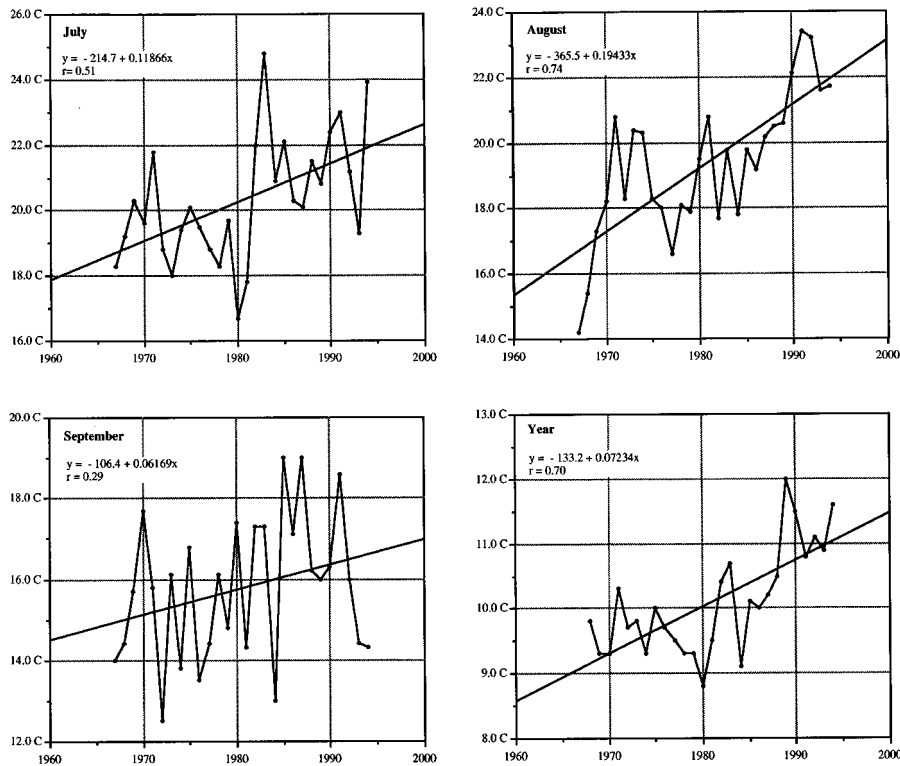 26.0 C
July
y = - 214.7 + 0.11866x
r= 0.51
24.0 C
22.0 C
20.0 C
18.0 C
16.0 C
1960 1970 1980 1990 2000
24.0 C
August
y = - 365.5 + 0.19433x
r = 0.74
22.0 C
20.0 C
18.0 C
16.0 C
14.0 C
1960 1970 1980 1990 2000
20.0 C
September
y = - 106.4 + 0.06169x
r = 0.29
18.0 C
16.0 C
14.0 C
12.0 C
1960 1970 1980 1990 2000
13.0 C
Year
y = - 133.2 + 0.07234x
r = 0.70
12.0 C
11.0 C
10.0 C
9.0 C
8.0 C
1960 1970 1980 1990 2000